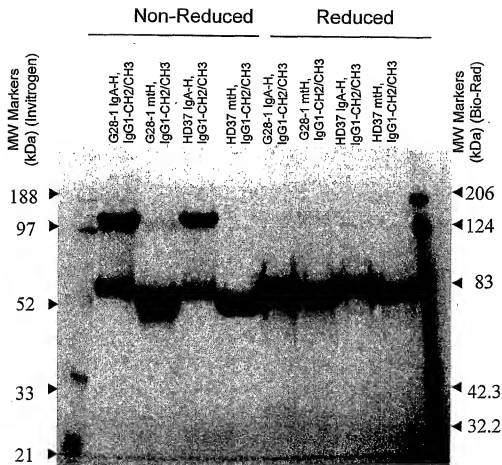 Non-Reduced
Reduced
MW Markers
(kDa) (Invitrogen)
G28-1 IgA-H,
IgG1-CH2/CH3
G28-1 mtH,
IgG1-CH2/CH3
HD37 IgA-H,
IgG1-CH2/CH3
HD37 mtH,
IgG1-CH2/CH3
G28-1 IgA-H,
IgG1-CH2/CH3
G28-1 mtH,
IgG1-CH2/CH3
HD37 IgA-H,
IgG1-CH2/CH3
HD37 mtH,
IgG1-CH2/CH3
MW Markers
(kDa) (Bio-Rad)
188
97
52
33
21
206
124
83
42.3
32.2